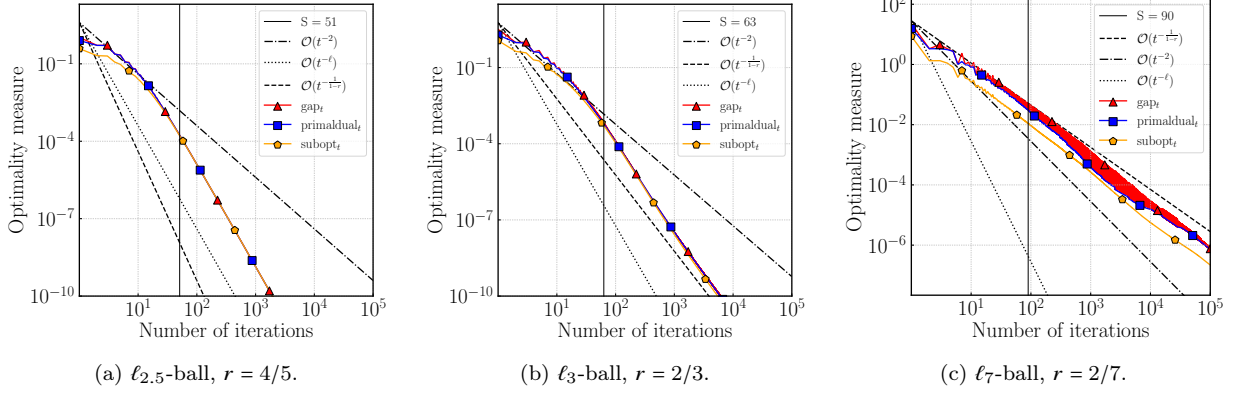 Optimality measure
10^{-1}
10^{-4}
10^{-7}
10^{-10}
10^1
10^2
10^3
10^4
10^5
Number of iterations
S = 51
O(t^{-2})
O(t^{-ℓ})
O(t^{-\frac{1}{1-r}})
gap_t
primaldual_t
subopt_t
(a) ℓ_{2.5}-ball, r = 4/5.
Optimality measure
10^{-1}
10^{-4}
10^{-7}
10^{-10}
10^1
10^2
10^3
10^4
10^5
Number of iterations
S = 63
O(t^{-2})
O(t^{-\frac{1}{1-r}})
O(t^{-ℓ})
gap_t
primaldual_t
subopt_t
(b) ℓ_3-ball, r = 2/3.
Optimality measure
10^2
10^0
10^{-2}
10^{-4}
10^{-6}
10^1
10^2
10^3
10^4
10^5
Number of iterations
S = 90
O(t^{-\frac{1}{1-r}})
O(t^{-2})
O(t^{-ℓ})
gap_t
primaldual_t
subopt_t
(c) ℓ_7-ball, r = 2/7.